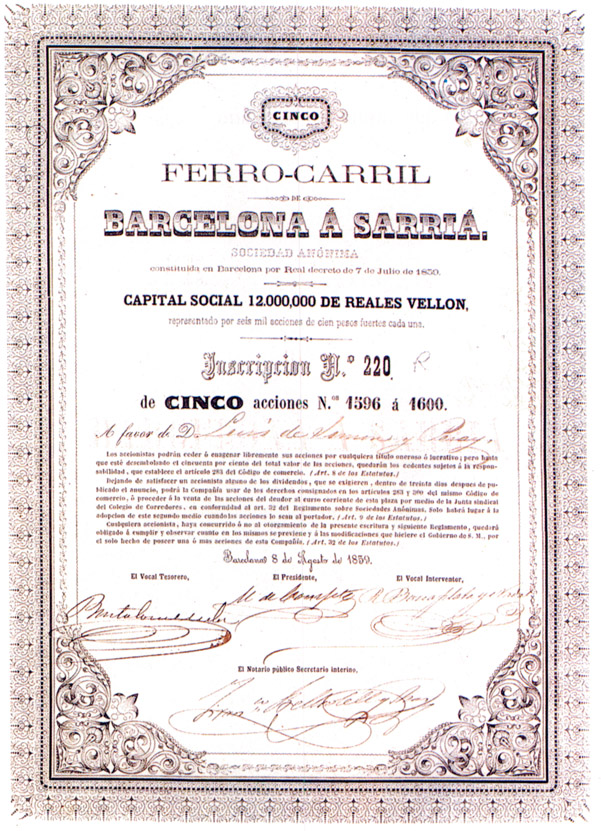 CINCO
FERRO-CARRIL
DE
BARCELONA Á SARRIÁ.
SOCIEDAD ANÓNIMA
constituida en Barcelona por Real decreto de 7 de Julio de 1859.
CAPITAL SOCIAL 12.000,000 DE REALES VELLON,
representado por seis mil acciones de cien pesos fuertes cada una.
Inscripcion N.º 220.
de CINCO acciones N.os 1596 á 1600.
A favor de D. Luis de
Los accionistas podrán ceder ó enagenar libremente sus acciones por cualquiera título oneroso ó lucrativo; pero hasta
que esté desembolsado el cincuenta por ciento del total valor de las acciones, quedarán los cedentes sujetos á la respon-
sabilidad, que establece el artículo 283 del Código de comercio. (Art. 8 de los Estatutos.)
Dejando de satisfacer un accionista alguno de los dividendos, que se exigieren, dentro de treinta dias despues de pu-
blicado el anuncio, podrá la Compañía usar de los derechos consignados en los artículos 263 y 300 del mismo Código de
comercio, ó proceder á la venta de las acciones del deudor al curso corriente de esta plaza por medio de la Junta sindical
del Colegio de Corredores, en conformidad al art. 32 del Reglamento sobre Sociedades Anónimas. Solo habrá lugar á la
adopcion de este segundo medio cuando las acciones lo sean al portador. (Art. 9 de los Estatutos.)
Cualquiera accionista, haya concurrido ó no al otorgamiento de la presente escritura y siguiente Reglamento, quedará
obligado á cumplir y observar cuanto en los mismos se previene y á las modificaciones que hiciere el Gobierno de S. M., por
el solo hecho de poseer una ó mas acciones de esta Compañía. (Art. 32 de los Estatutos.)
Barcelona 8 de Agosto de 1859.
El Vocal Tesorero, El Presidente, El Vocal Interventor,
El Notario público Secretario interino,